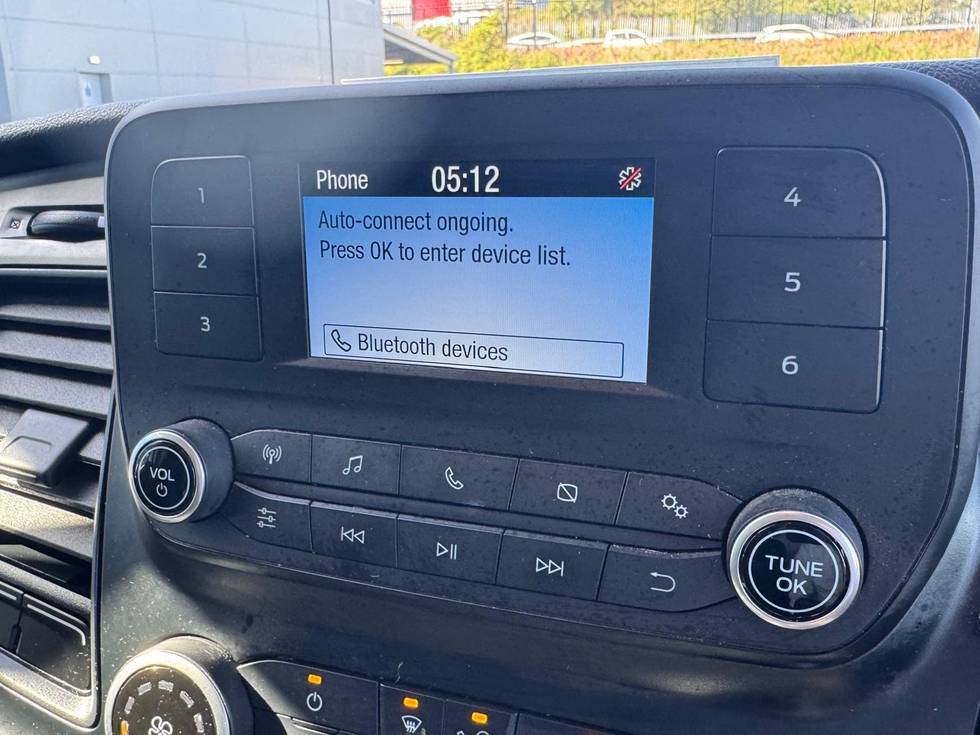 Phone 05:12
Auto-connect ongoing.
Press OK to enter device list.
Bluetooth devices
1
2
3
4
5
6
VOL
TUNE
OK